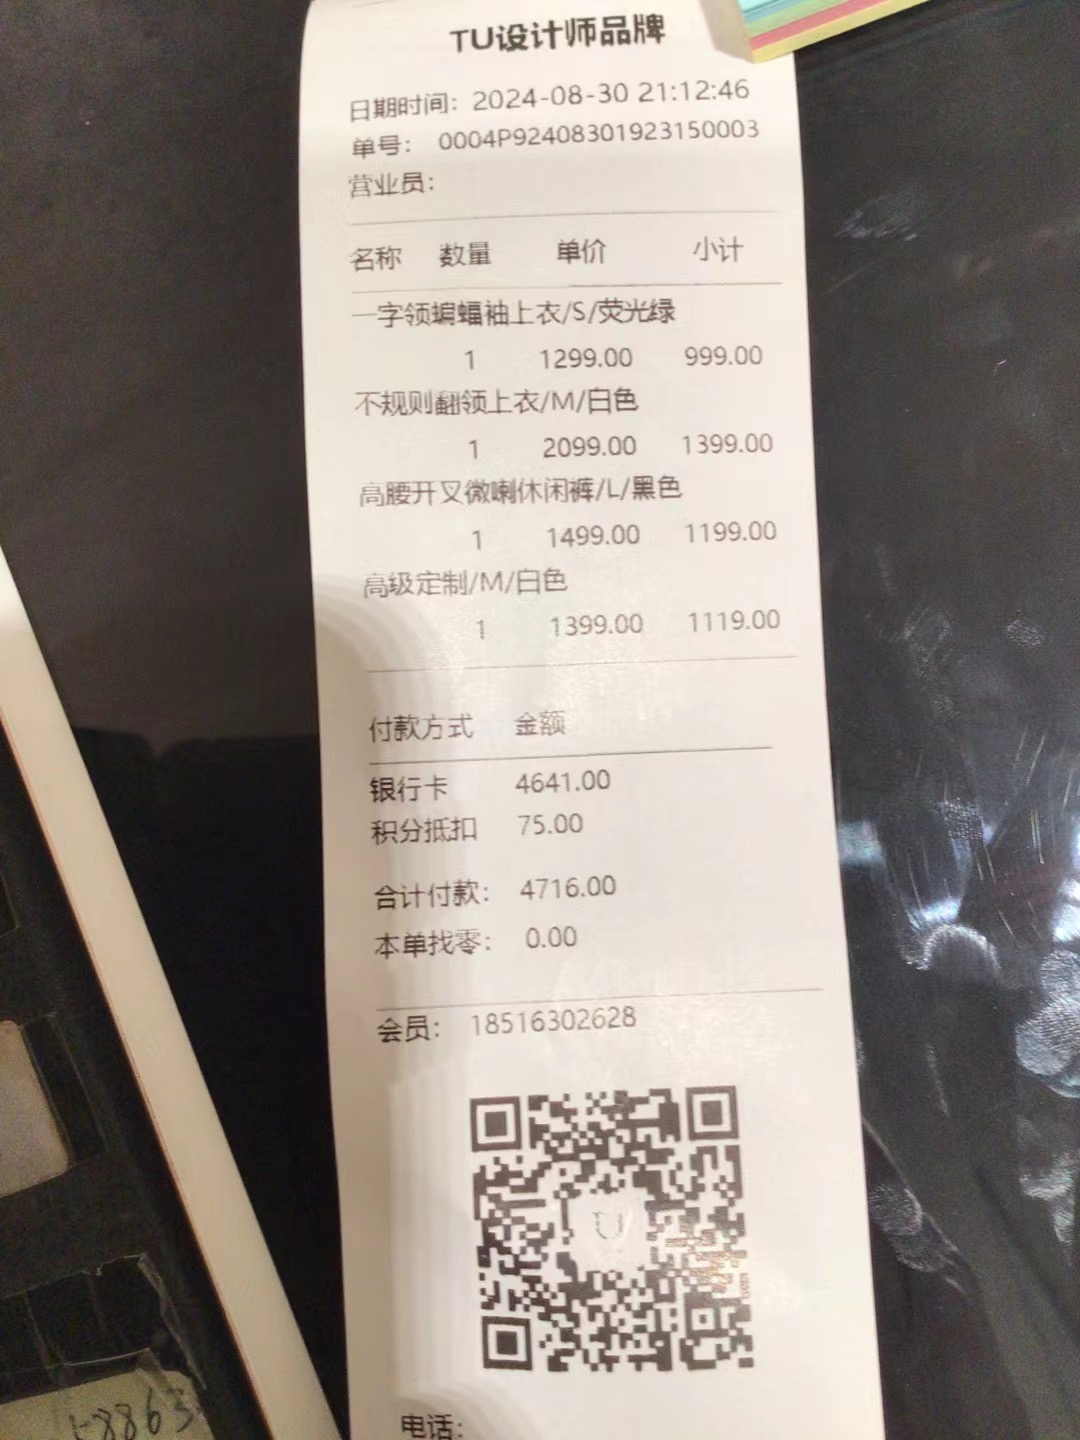 TU设计师品牌
日期时间: 2024-08-30 21:12:46
单号: 0004P92408301923150003
营业员:
名称 数量 单价 小计
一字领蝙蝠袖上衣/S/荧光绿
1 1299.00 999.00
不规则翻领上衣/M/白色
1 2099.00 1399.00
高腰开叉微喇休闲裤/L/黑色
1 1499.00 1199.00
高级定制/M/白色
1 1399.00 1119.00
付款方式 金额
银行卡 4641.00
积分抵扣 75.00
合计付款: 4716.00
本单找零: 0.00
会员: 18516302628
TU
电话:
58863